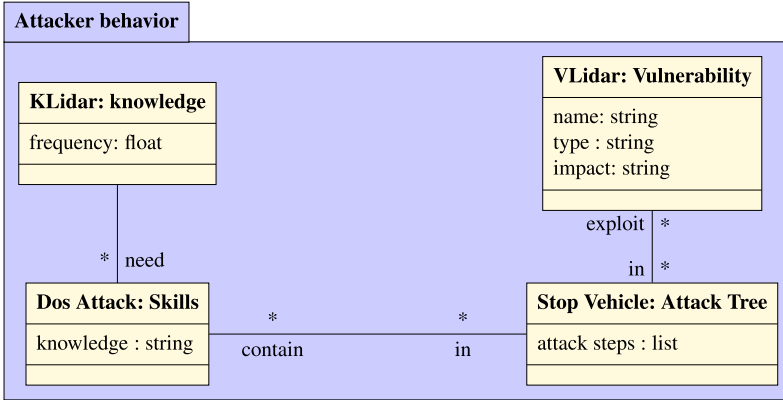 Attacker behavior
KLidar: knowledge
frequency: float
VLidar: Vulnerability
name: string
type : string
impact: string
exploit *
in *
* need
Dos Attack: Skills
knowledge : string
* *
contain in
Stop Vehicle: Attack Tree
attack steps : list